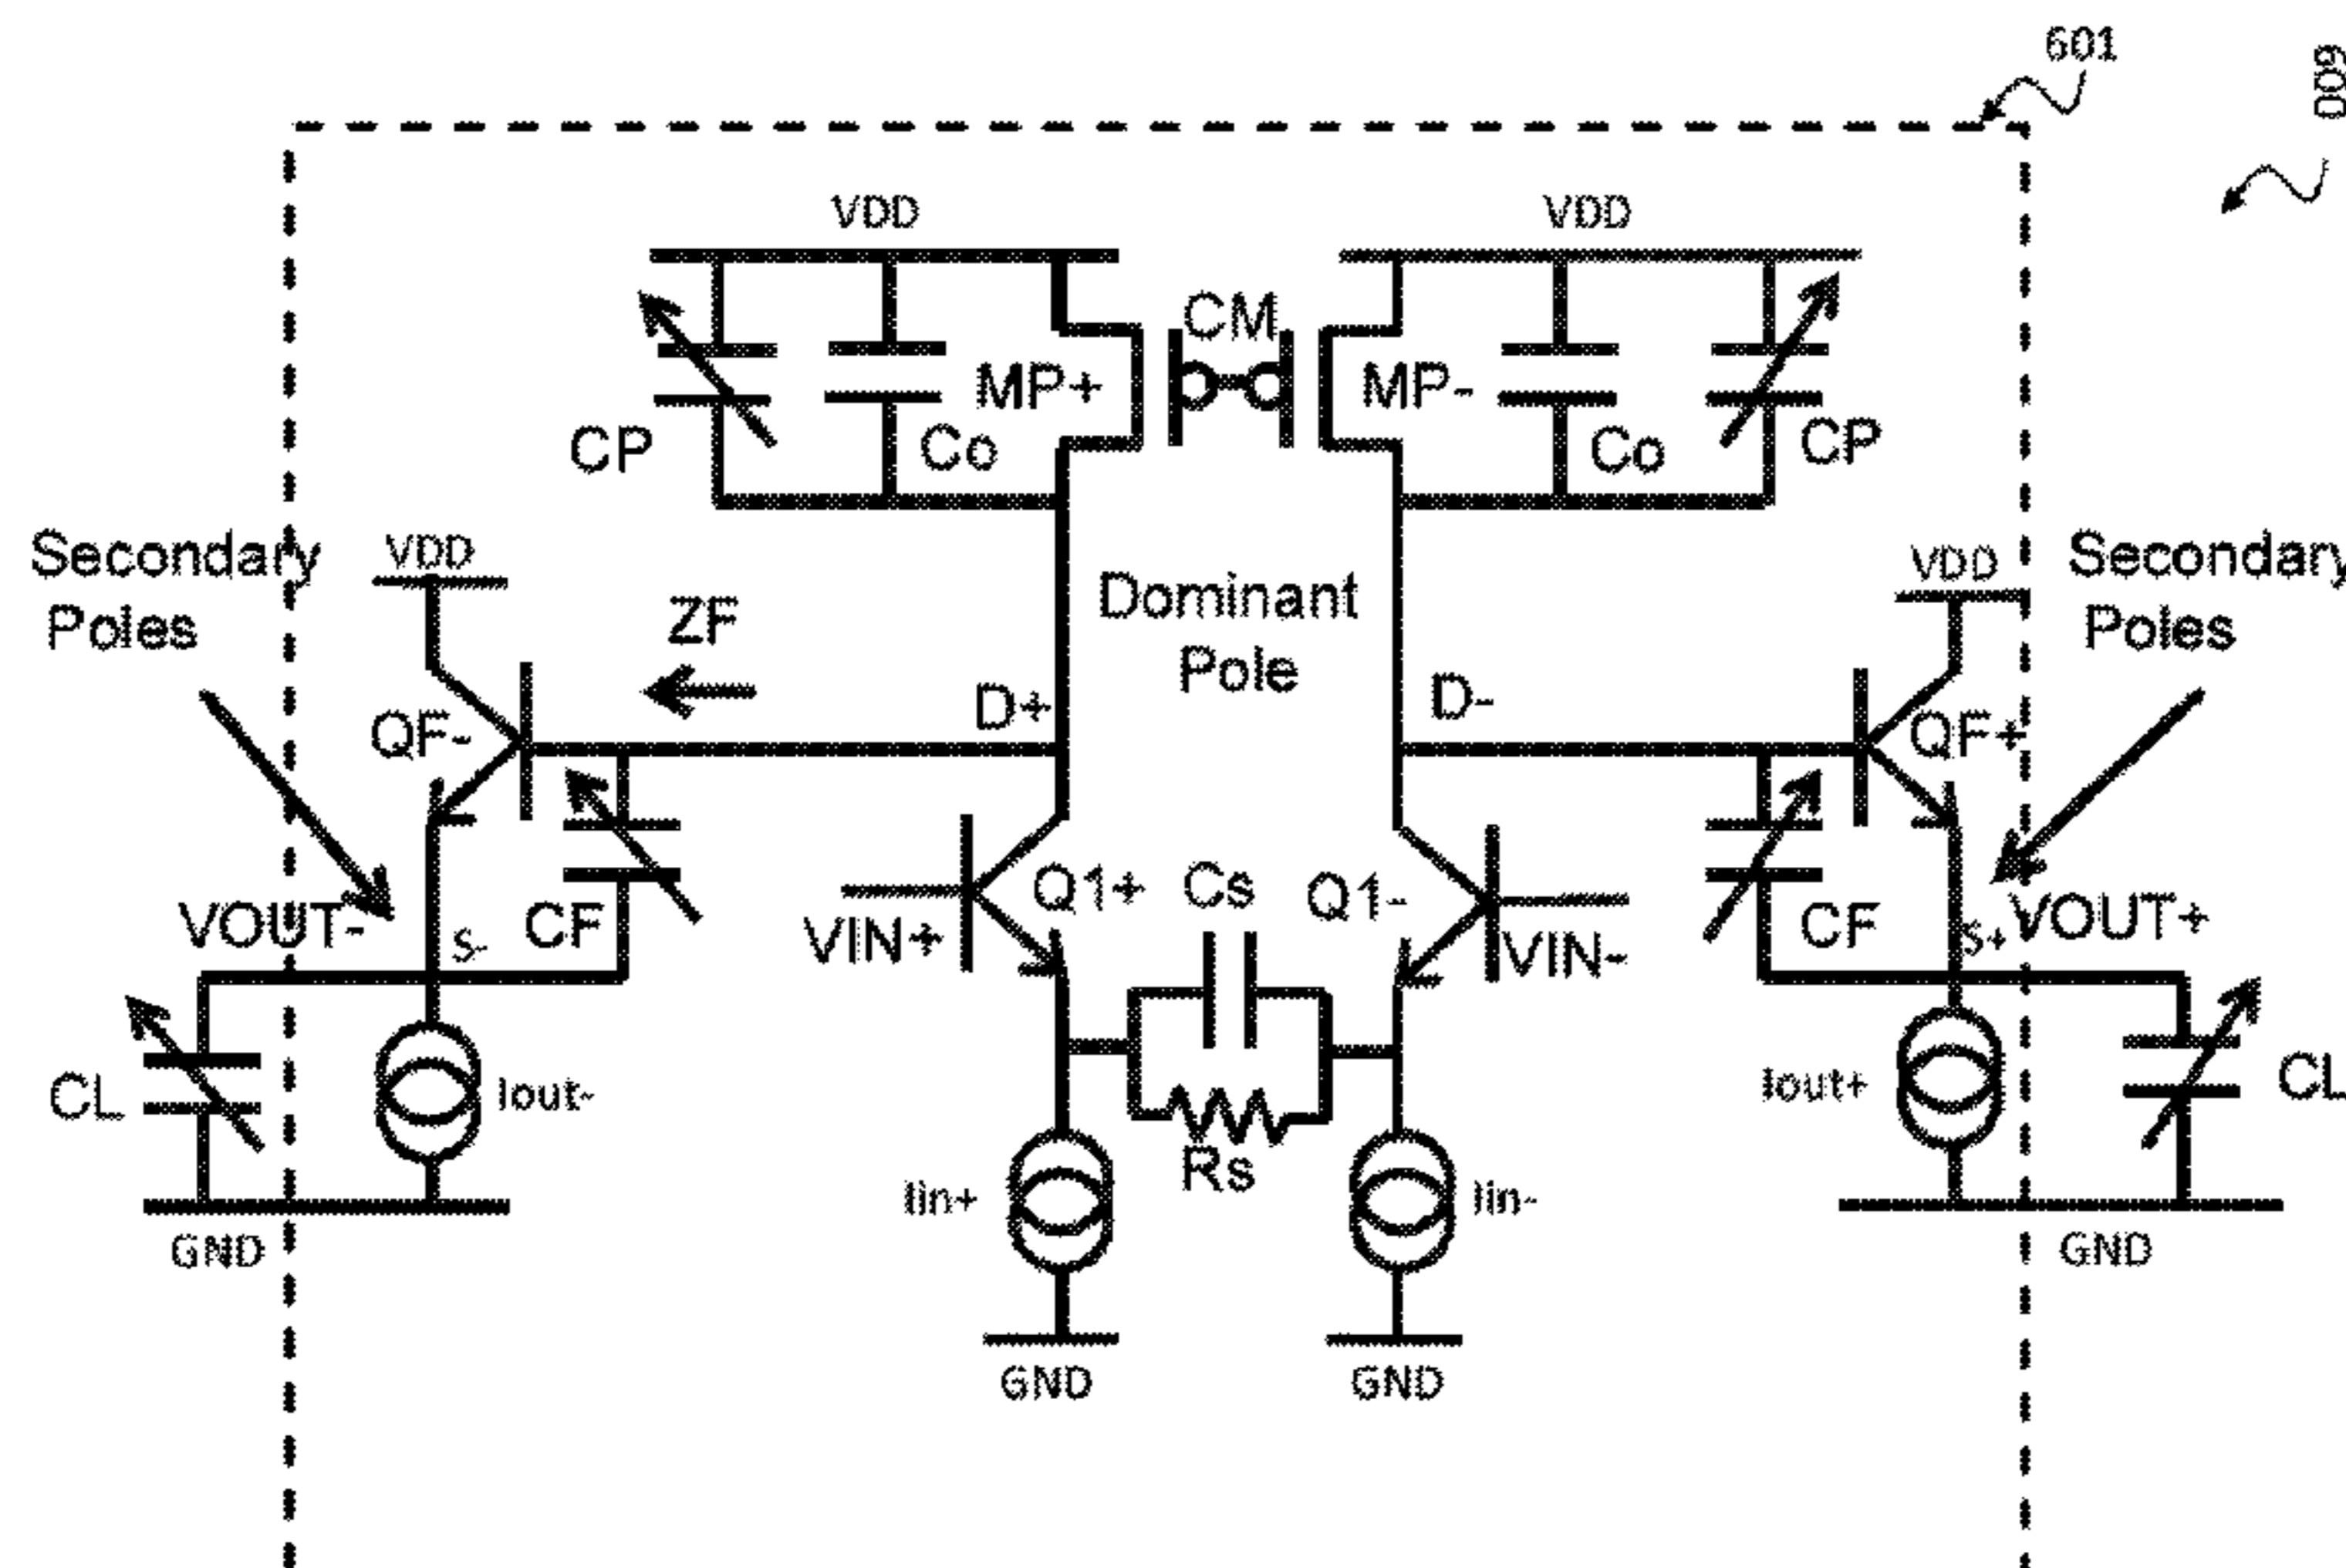 601
600
VDD
VDD
CM
MP+
MP-
CP
Co
Co
CP
Secondary
Poles
VDD
ZF
Dominant
Pole
D+
D-
VDD
Secondary
Poles
QF-
QF+
VOUT-
S-
CF
VIN+
Q1+
Cs
Q1-
VIN-
CF
S+
VOUT+
CL
Iout-
Iin+
Rs
Iin-
Iout+
CL
GND
GND
GND
GND